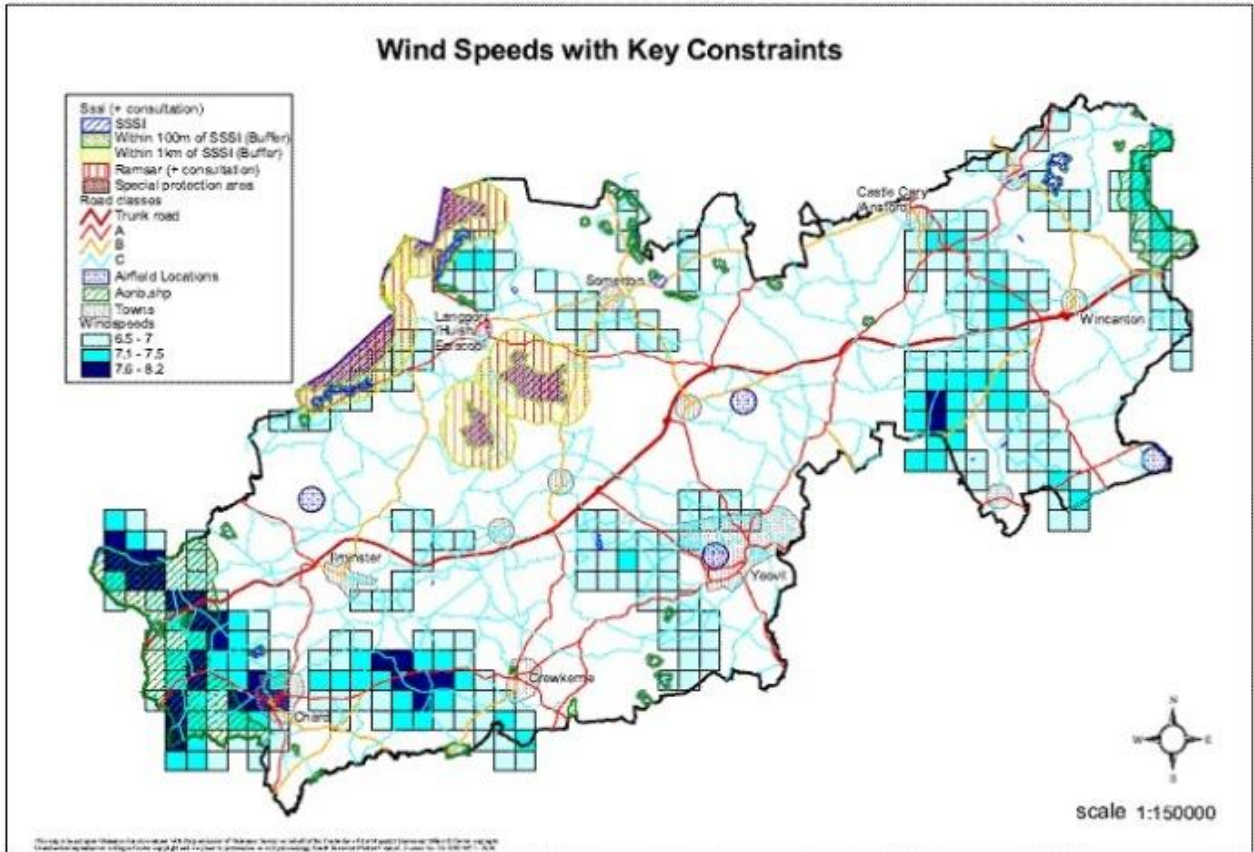 Wind Speeds with Key Constraints
Sssi (+ consultation)
SSSI
Within 100m of SSSI (Buffer)
Within 1km of SSSI (Buffer)
Ramsar (+ consultation)
Special protection area
Road classes
Trunk road
A
B
C
Airfield Locations
Aonb.shp
Towns
Windspeeds
6.5 - 7
7.1 - 7.5
7.6 - 8.2
Castle Cary
/Ansford
Somerton
Langport
/Huish
Wincanton
Ilminster
Yeovil
Crewkerne
Chard
N
W
E
S
scale 1:150000